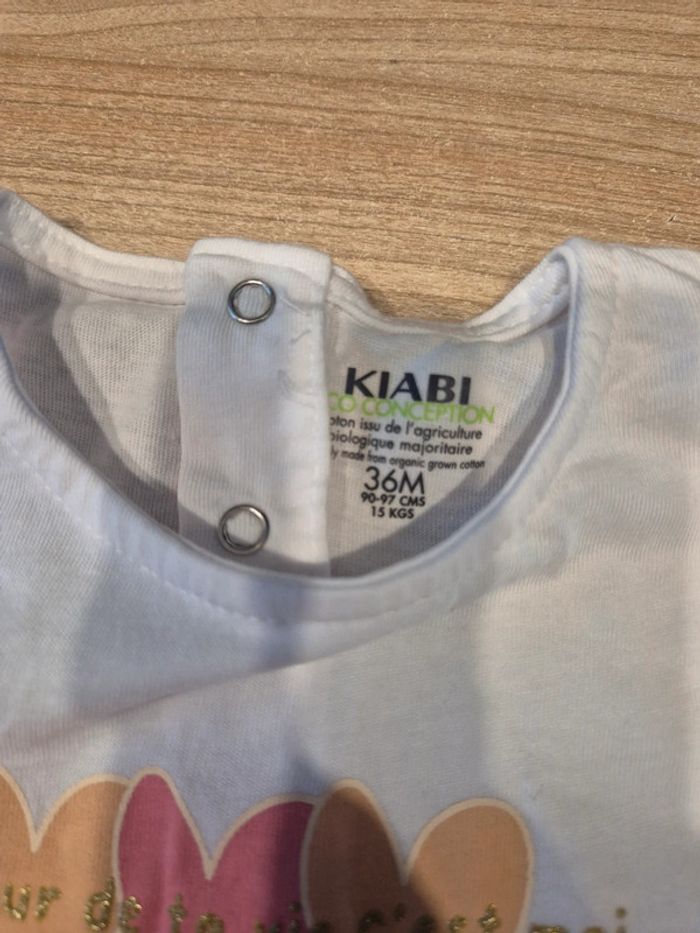 KIABI
CO CONCEPTION
oton issu de l'agriculture
biologique majoritaire
ly made from organic grown cotton
36M
90-97 CMS
15 KGS
ur de ta vie c'est moi